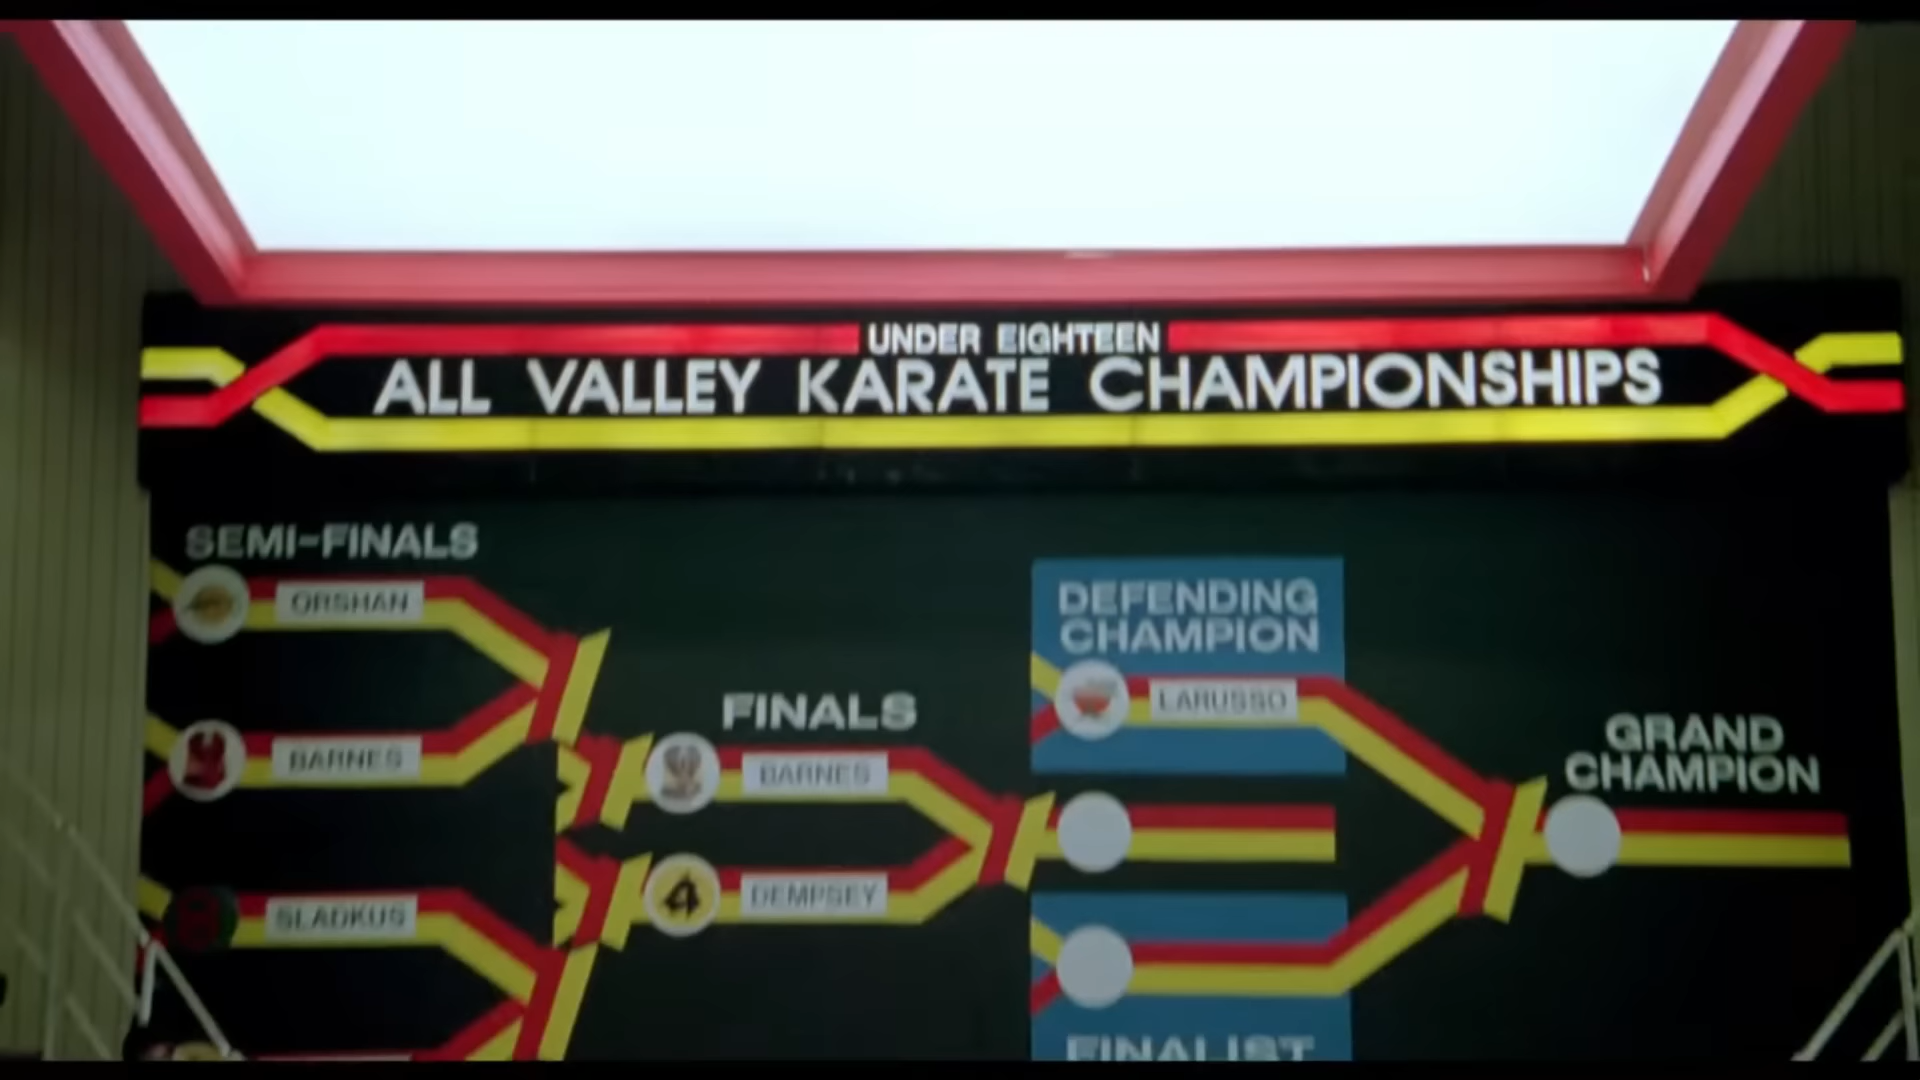 UNDER EIGHTEEN
ALL VALLEY KARATE CHAMPIONSHIPS
SEMI-FINALS
ORSHAN
BARNES
SLADKUS
FINALS
BARNES
DEMPSEY
DEFENDING
CHAMPION
LARUSSO
FINALIST
GRAND
CHAMPION